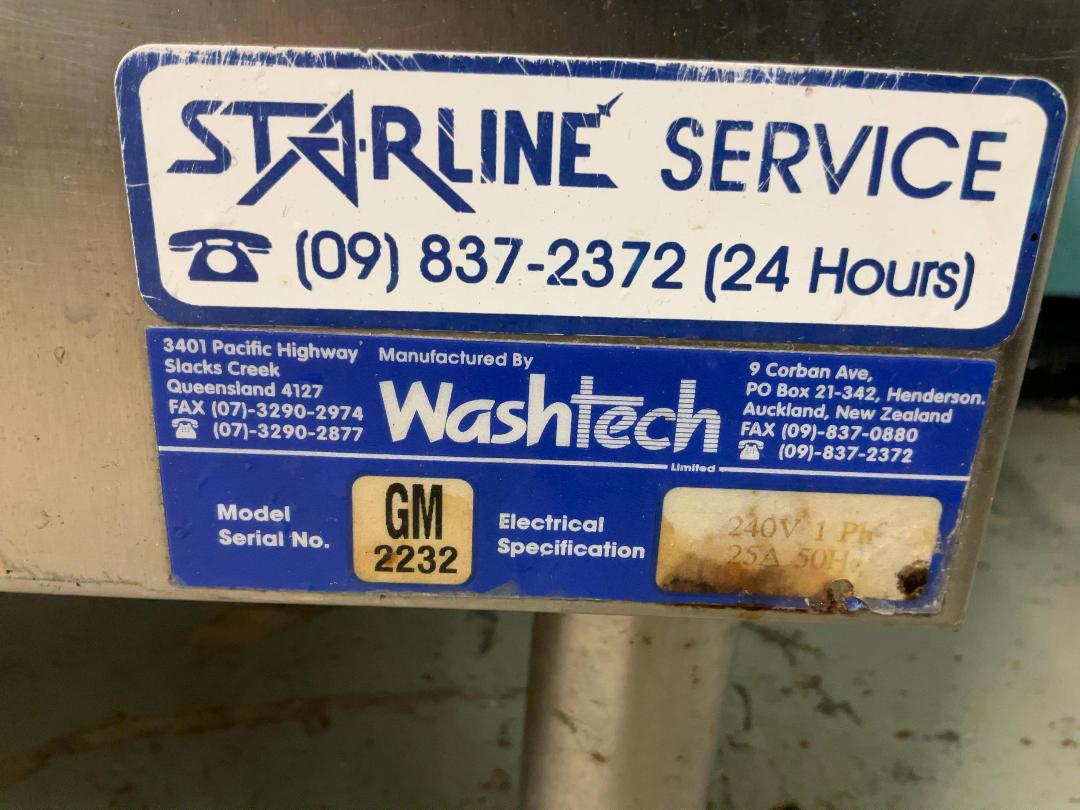 STARLINE SERVICE
(09) 837-2372 (24 Hours)
3401 Pacific Highway
Slacks Creek
Queensland 4127
FAX (07)-3290-2974
(07)-3290-2877
Manufactured By
Washtech
Limited
9 Corban Ave,
PO Box 21-342, Henderson.
Auckland, New Zealand
FAX (09)-837-0880
(09)-837-2372
Model
Serial No.
GM
2232
Electrical
Specification
240V 1 Ph
25A 50H